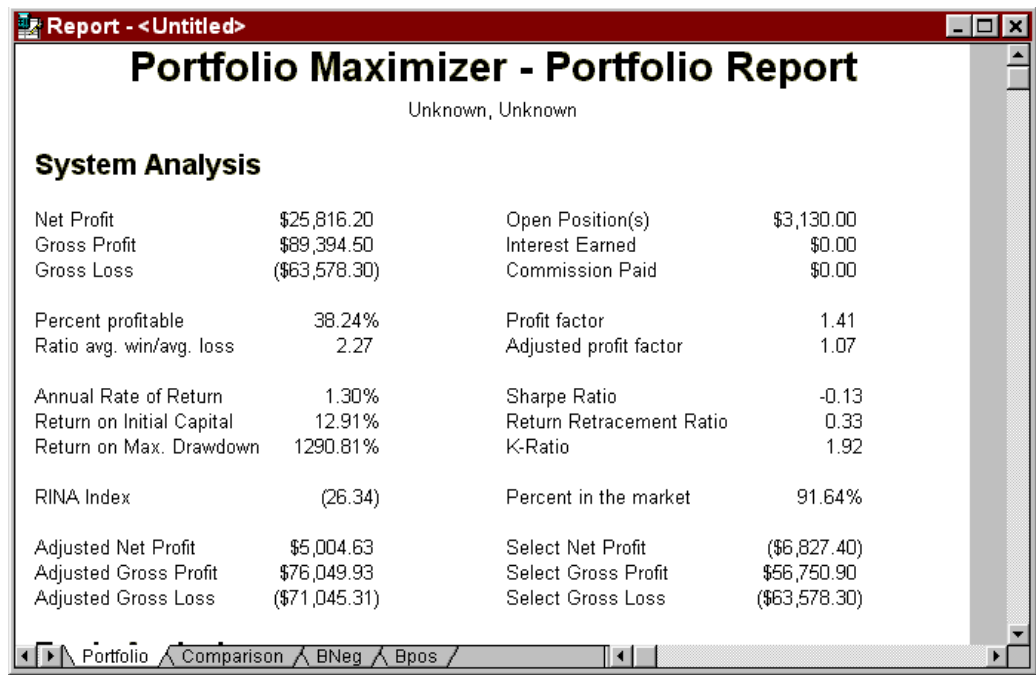 Report - <Untitled>
Portfolio Maximizer - Portfolio Report
Unknown, Unknown
System Analysis
Net Profit $25,816.20 Open Position(s) $3,130.00
Gross Profit $89,394.50 Interest Earned $0.00
Gross Loss ($63,578.30) Commission Paid $0.00
Percent profitable 38.24% Profit factor 1.41
Ratio avg. win/avg. loss 2.27 Adjusted profit factor 1.07
Annual Rate of Return 1.30% Sharpe Ratio -0.13
Return on Initial Capital 12.91% Return Retracement Ratio 0.33
Return on Max. Drawdown 1290.81% K-Ratio 1.92
RINA Index (26.34) Percent in the market 91.64%
Adjusted Net Profit $5,004.63 Select Net Profit ($6,827.40)
Adjusted Gross Profit $76,049.93 Select Gross Profit $56,750.90
Adjusted Gross Loss ($71,045.31) Select Gross Loss ($63,578.30)
Portfolio Comparison BNeg Bpos